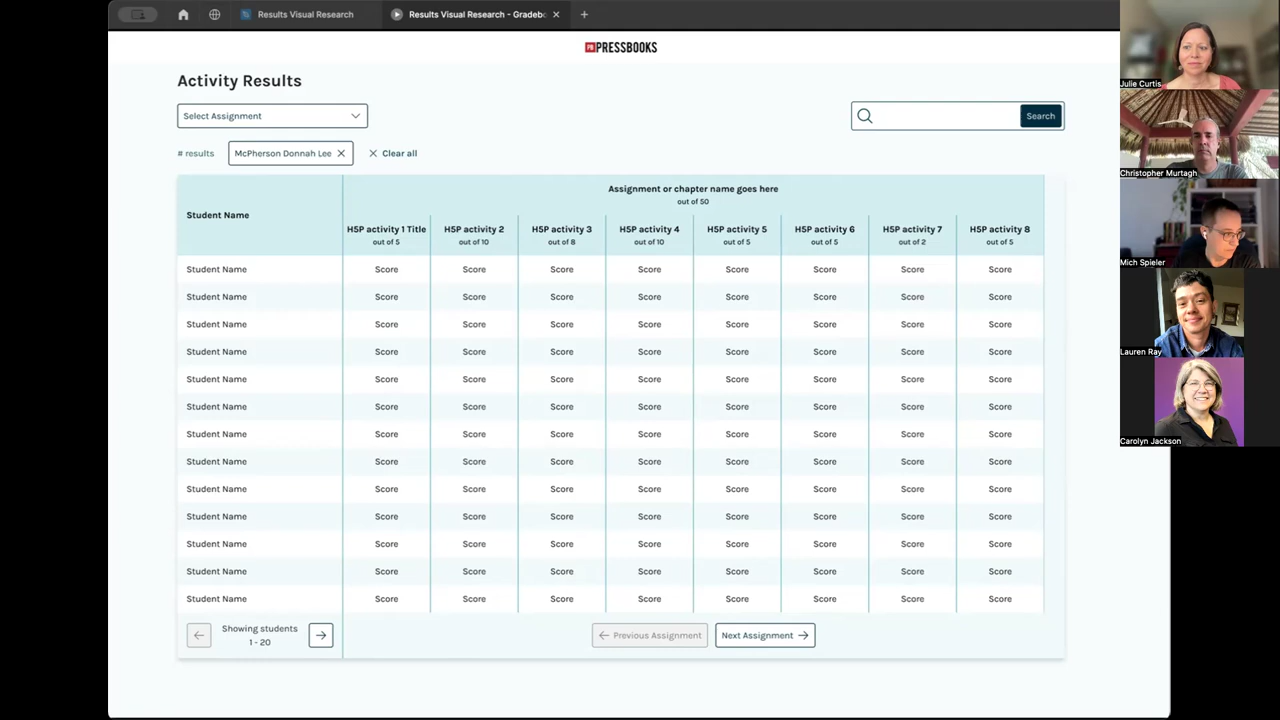 Results Visual Research
Results Visual Research - Gradebo
PB PRESSBOOKS
Activity Results
Select Assignment
Search
# results
McPherson Donnah Lee
Clear all
Student Name
Assignment or chapter name goes here
out of 50
H5P activity 1 Title H5P activity 2 H5P activity 3 H5P activity 4 H5P activity 5 H5P activity 6 H5P activity 7 H5P activity 8
out of 5 out of 10 out of 8 out of 10 out of 5 out of 5 out of 2 out of 5
Student Name Score Score Score Score Score Score Score Score
Student Name Score Score Score Score Score Score Score Score
Student Name Score Score Score Score Score Score Score Score
Student Name Score Score Score Score Score Score Score Score
Student Name Score Score Score Score Score Score Score Score
Student Name Score Score Score Score Score Score Score Score
Student Name Score Score Score Score Score Score Score Score
Student Name Score Score Score Score Score Score Score Score
Student Name Score Score Score Score Score Score Score Score
Student Name Score Score Score Score Score Score Score Score
Student Name Score Score Score Score Score Score Score Score
Student Name Score Score Score Score Score Score Score Score
Student Name Score Score Score Score Score Score Score Score
Showing students
1 - 20
Previous Assignment
Next Assignment
Julie Curtis
Christopher Murtagh
Mich Spieler
Lauren Ray
Carolyn Jackson